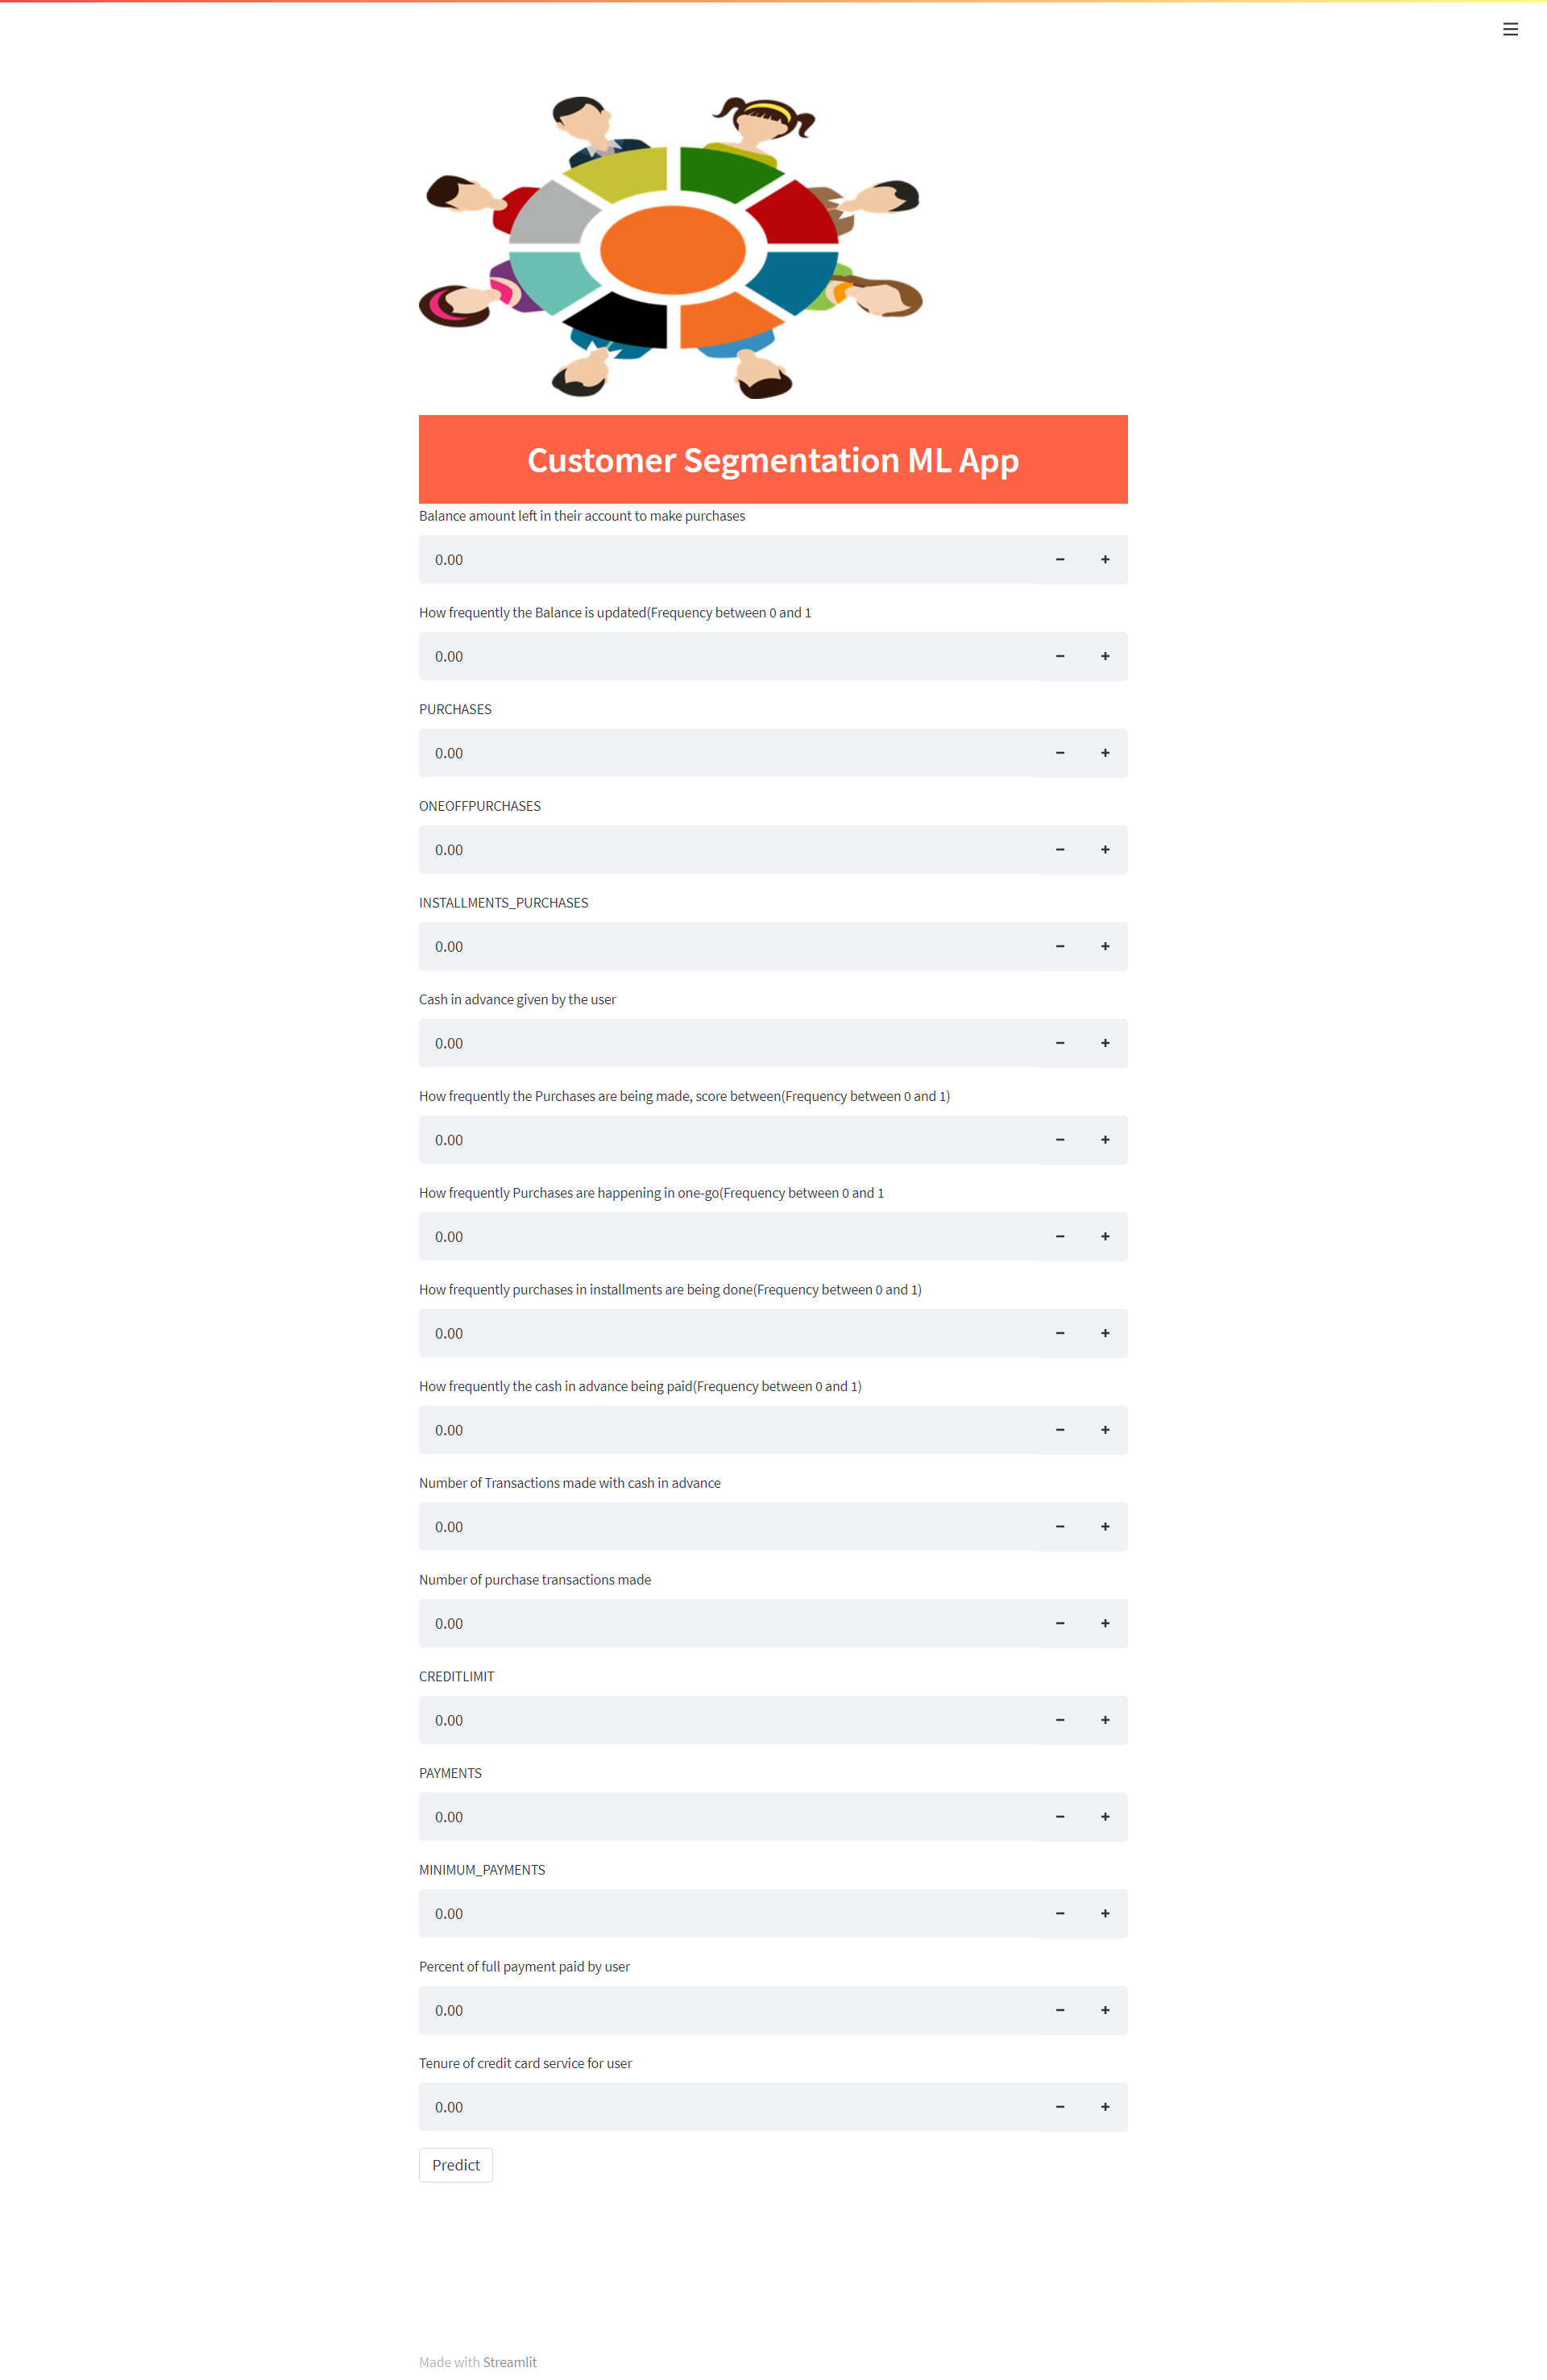 Customer Segmentation ML App
Balance amount left in their account to make purchases
0.00
How frequently the Balance is updated(Frequency between 0 and 1
0.00
PURCHASES
0.00
ONEOFFPURCHASES
0.00
INSTALLMENTS_PURCHASES
0.00
Cash in advance given by the user
0.00
How frequently the Purchases are being made, score between(Frequency between 0 and 1)
0.00
How frequently Purchases are happening in one-go(Frequency between 0 and 1
0.00
How frequently purchases in installments are being done(Frequency between 0 and 1)
0.00
How frequently the cash in advance being paid(Frequency between 0 and 1)
0.00
Number of Transactions made with cash in advance
0.00
Number of purchase transactions made
0.00
CREDITLIMIT
0.00
PAYMENTS
0.00
MINIMUM_PAYMENTS
0.00
Percent of full payment paid by user
0.00
Tenure of credit card service for user
0.00
Predict
Made with Streamlit